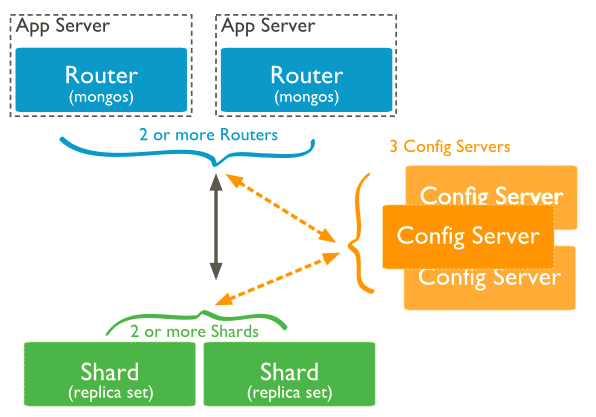 App Server
App Server
Router
(mongos)
Router
(mongos)
2 or more Routers
3 Config Servers
Config Server
Config Server
Config Server
2 or more Shards
Shard
(replica set)
Shard
(replica set)